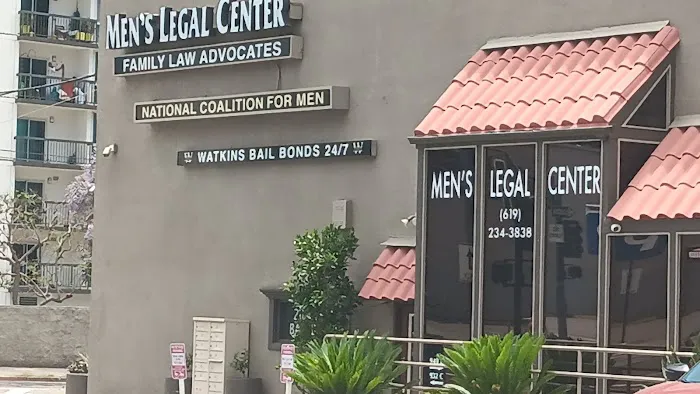 MEN'S LEGAL CENTER
FAMILY LAW ADVOCATES
NATIONAL COALITION FOR MEN
W WATKINS BAIL BONDS 24/7 W
MEN'S LEGAL CENTER
(619)
234-3838